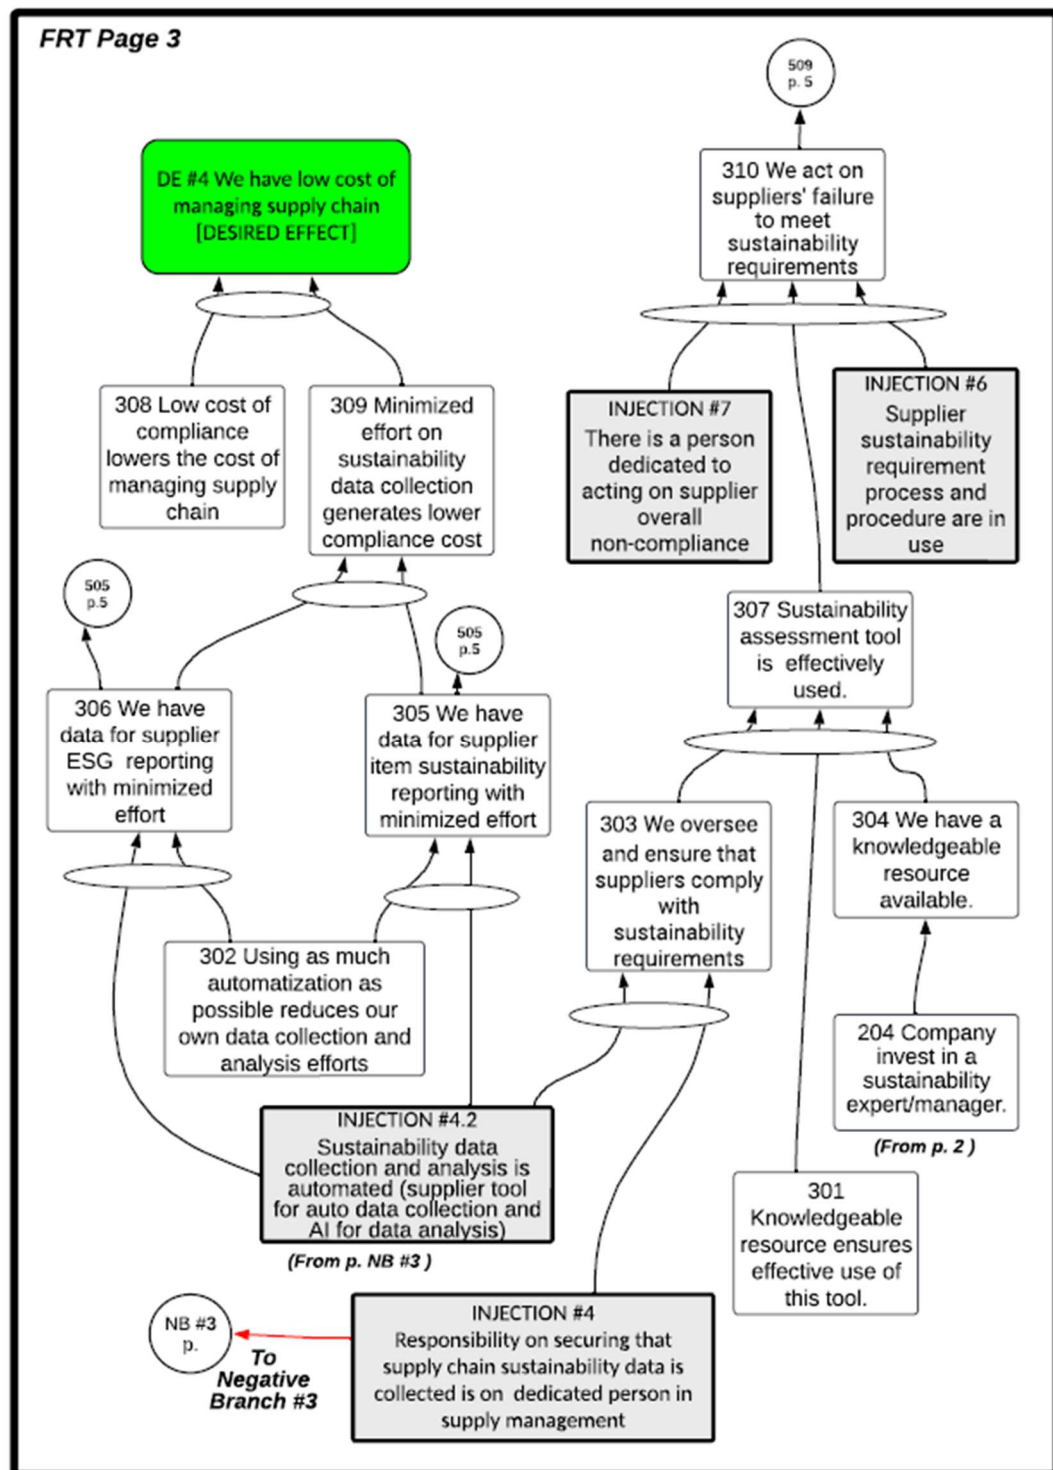 FRT Page 3
509
p. 5
DE #4 We have low cost of
managing supply chain
[DESIRED EFFECT]
310 We act on
suppliers' failure
to meet
sustainability
requirements
308 Low cost of
compliance
lowers the cost of
managing supply
chain
309 Minimized
effort on
sustainability
data collection
generates lower
compliance cost
INJECTION #7
There is a person
dedicated to
acting on supplier
overall
non-compliance
INJECTION #6
Supplier
sustainability
requirement
process and
procedure are in
use
505
p.5
505
p.5
307 Sustainability
assessment tool
is effectively
used.
306 We have
data for supplier
ESG reporting
with minimized
effort
305 We have
data for supplier
item sustainability
reporting with
minimized effort
303 We oversee
and ensure that
suppliers comply
with
sustainability
requirements
304 We have a
knowledgeable
resource
available.
302 Using as much
automatization as
possible reduces our
own data collection and
analysis efforts
204 Company
invest in a
sustainability
expert/manager.
(From p. 2 )
INJECTION #4.2
Sustainability data
collection and analysis is
automated (supplier tool
for auto data collection and
AI for data analysis)
(From p. NB #3 )
301
Knowledgeable
resource ensures
effective use of
this tool.
NB #3
p.
To
Negative
Branch #3
INJECTION #4
Responsibility on securing that
supply chain sustainability data is
collected is on dedicated person in
supply management